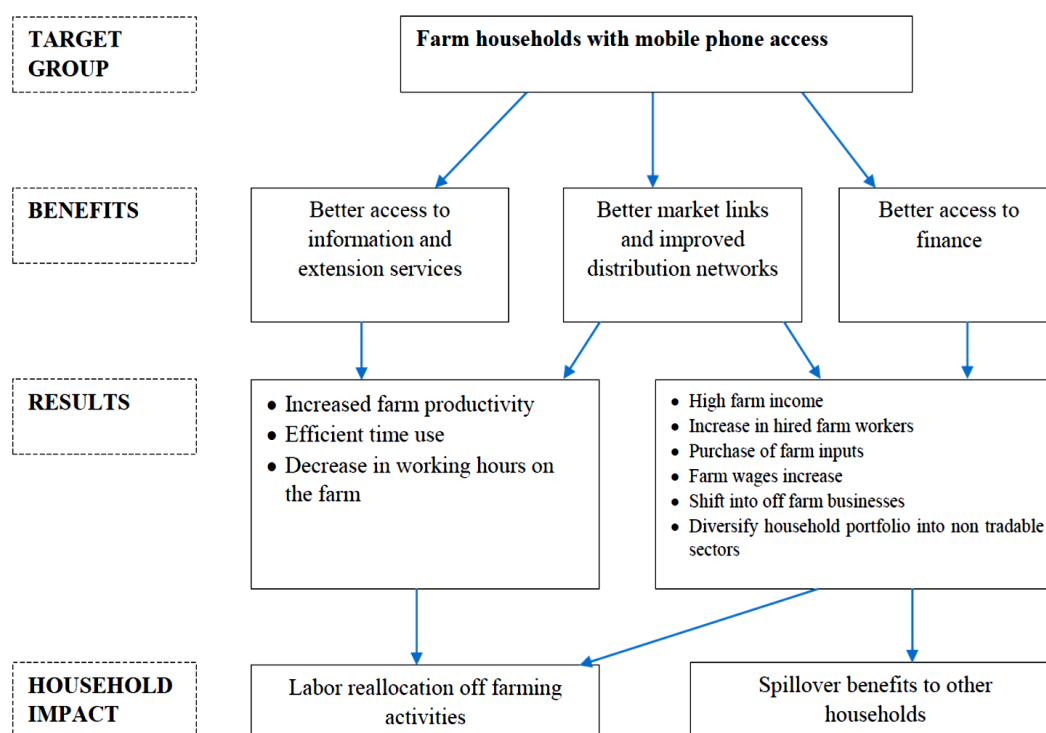 TARGET
GROUP
Farm households with mobile phone access
BENEFITS
Better access to
information and
extension services
Better market links
and improved
distribution networks
Better access to
finance
RESULTS
• Increased farm productivity
• Efficient time use
• Decrease in working hours on
the farm
• High farm income
• Increase in hired farm workers
• Purchase of farm inputs
• Farm wages increase
• Shift into off farm businesses
• Diversify household portfolio into non tradable
sectors
HOUSEHOLD
IMPACT
Labor reallocation off farming
activities
Spillover benefits to other
households